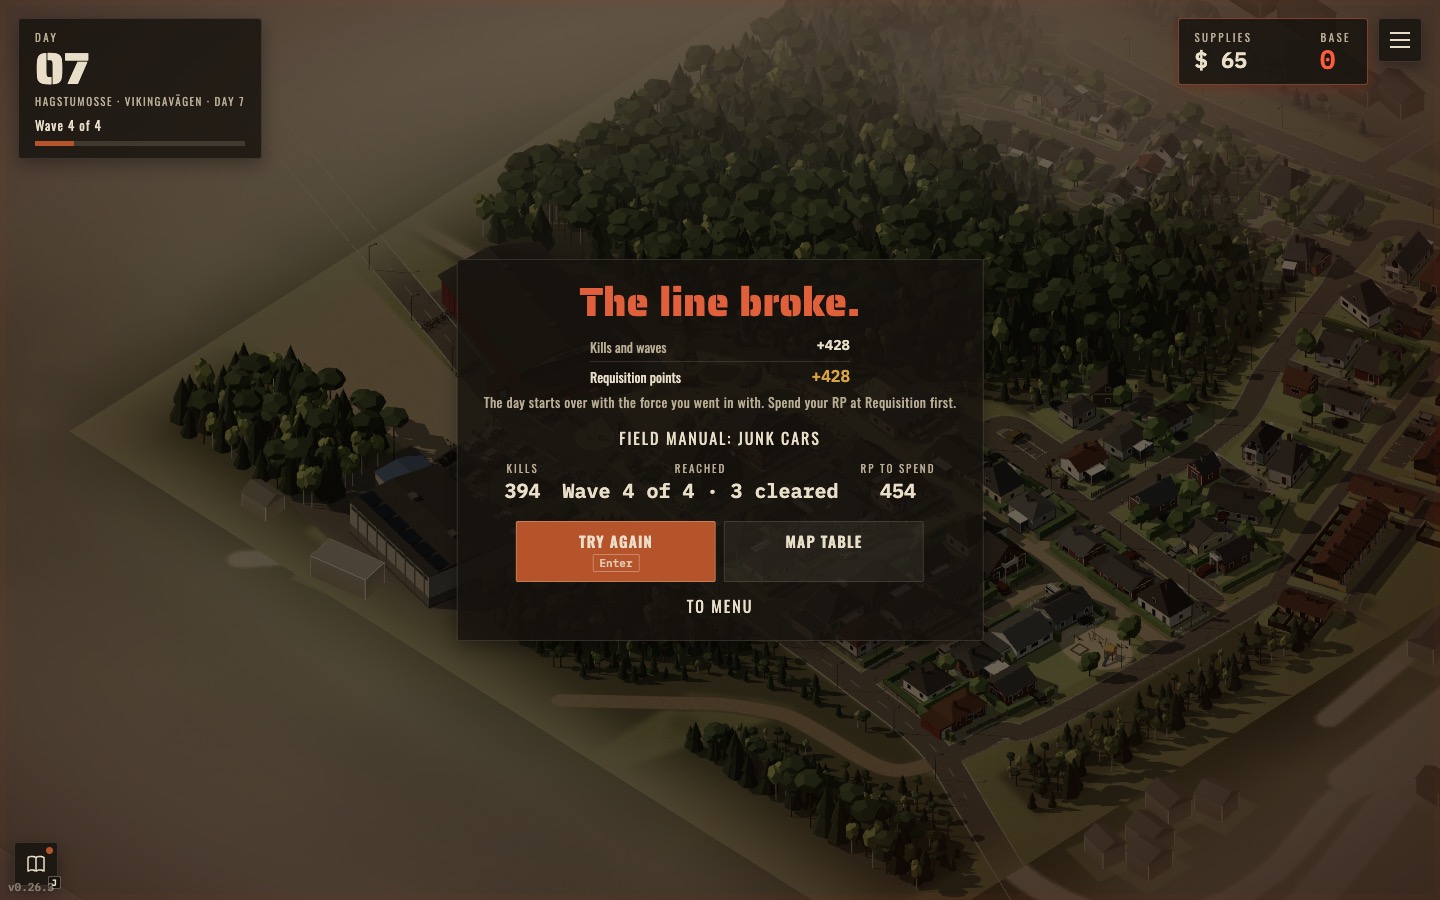 DAY
07
HAGSTUMOSSE · VIKINGAVÄGEN · DAY 7
Wave 4 of 4
SUPPLIES
$ 65
BASE
0
The line broke.
Kills and waves +428
Requisition points +428
The day starts over with the force you went in with. Spend your RP at Requisition first.
FIELD MANUAL: JUNK CARS
KILLS
394
REACHED
Wave 4 of 4 · 3 cleared
RP TO SPEND
454
TRY AGAIN
Enter
MAP TABLE
TO MENU
J